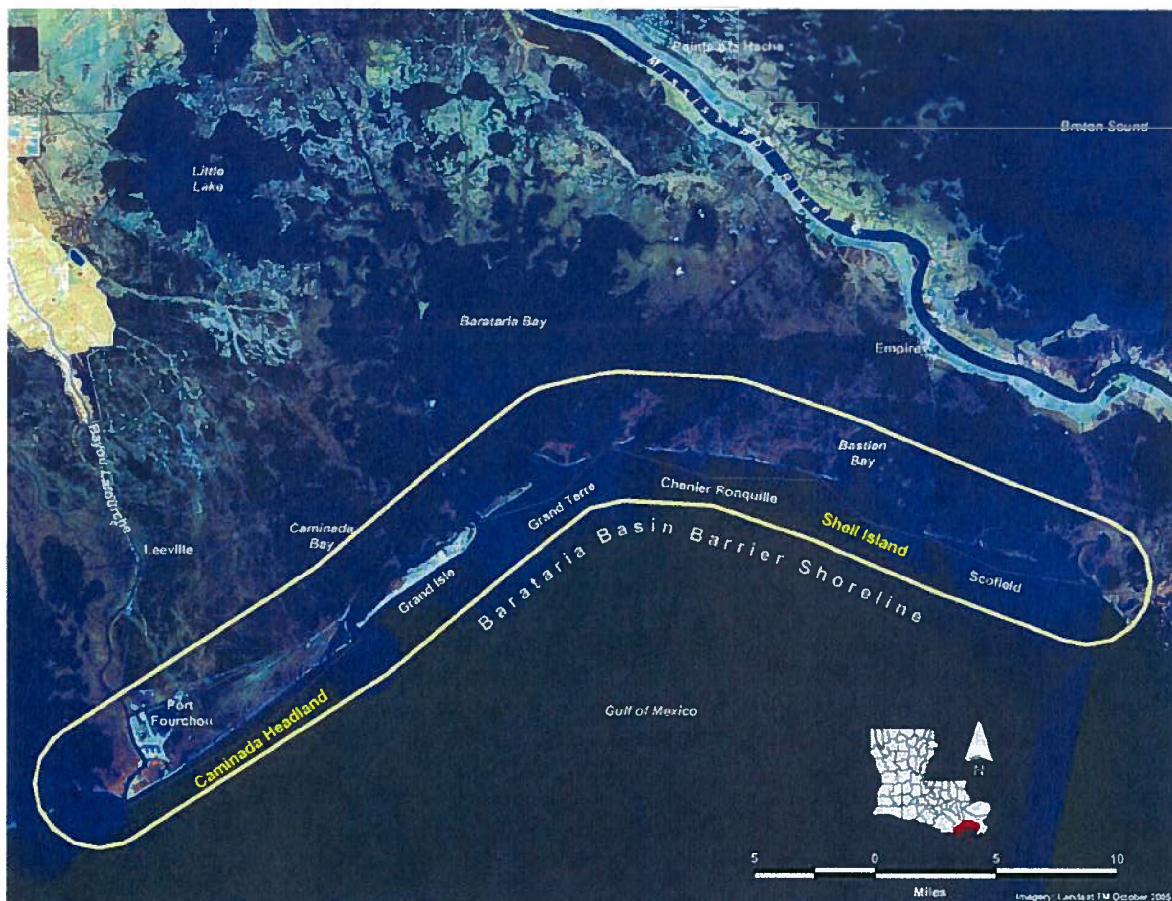 Pointe a la Hache
Mississippi River
Breton Sound
Little
Lake
Barataria Bay
Empire
Bayou Lafourche
Bastian
Bay
Chenier Ronquille
Grand Terre
Caminada
Bay
Shell Island
Leeville
Grand Isle
Scofield
Barataria Basin Barrier Shoreline
Port
Fourchou
Caminada Headland
Gulf of Mexico
N
5 0 5 10
Miles
Imagery: Landsat TM October 2005